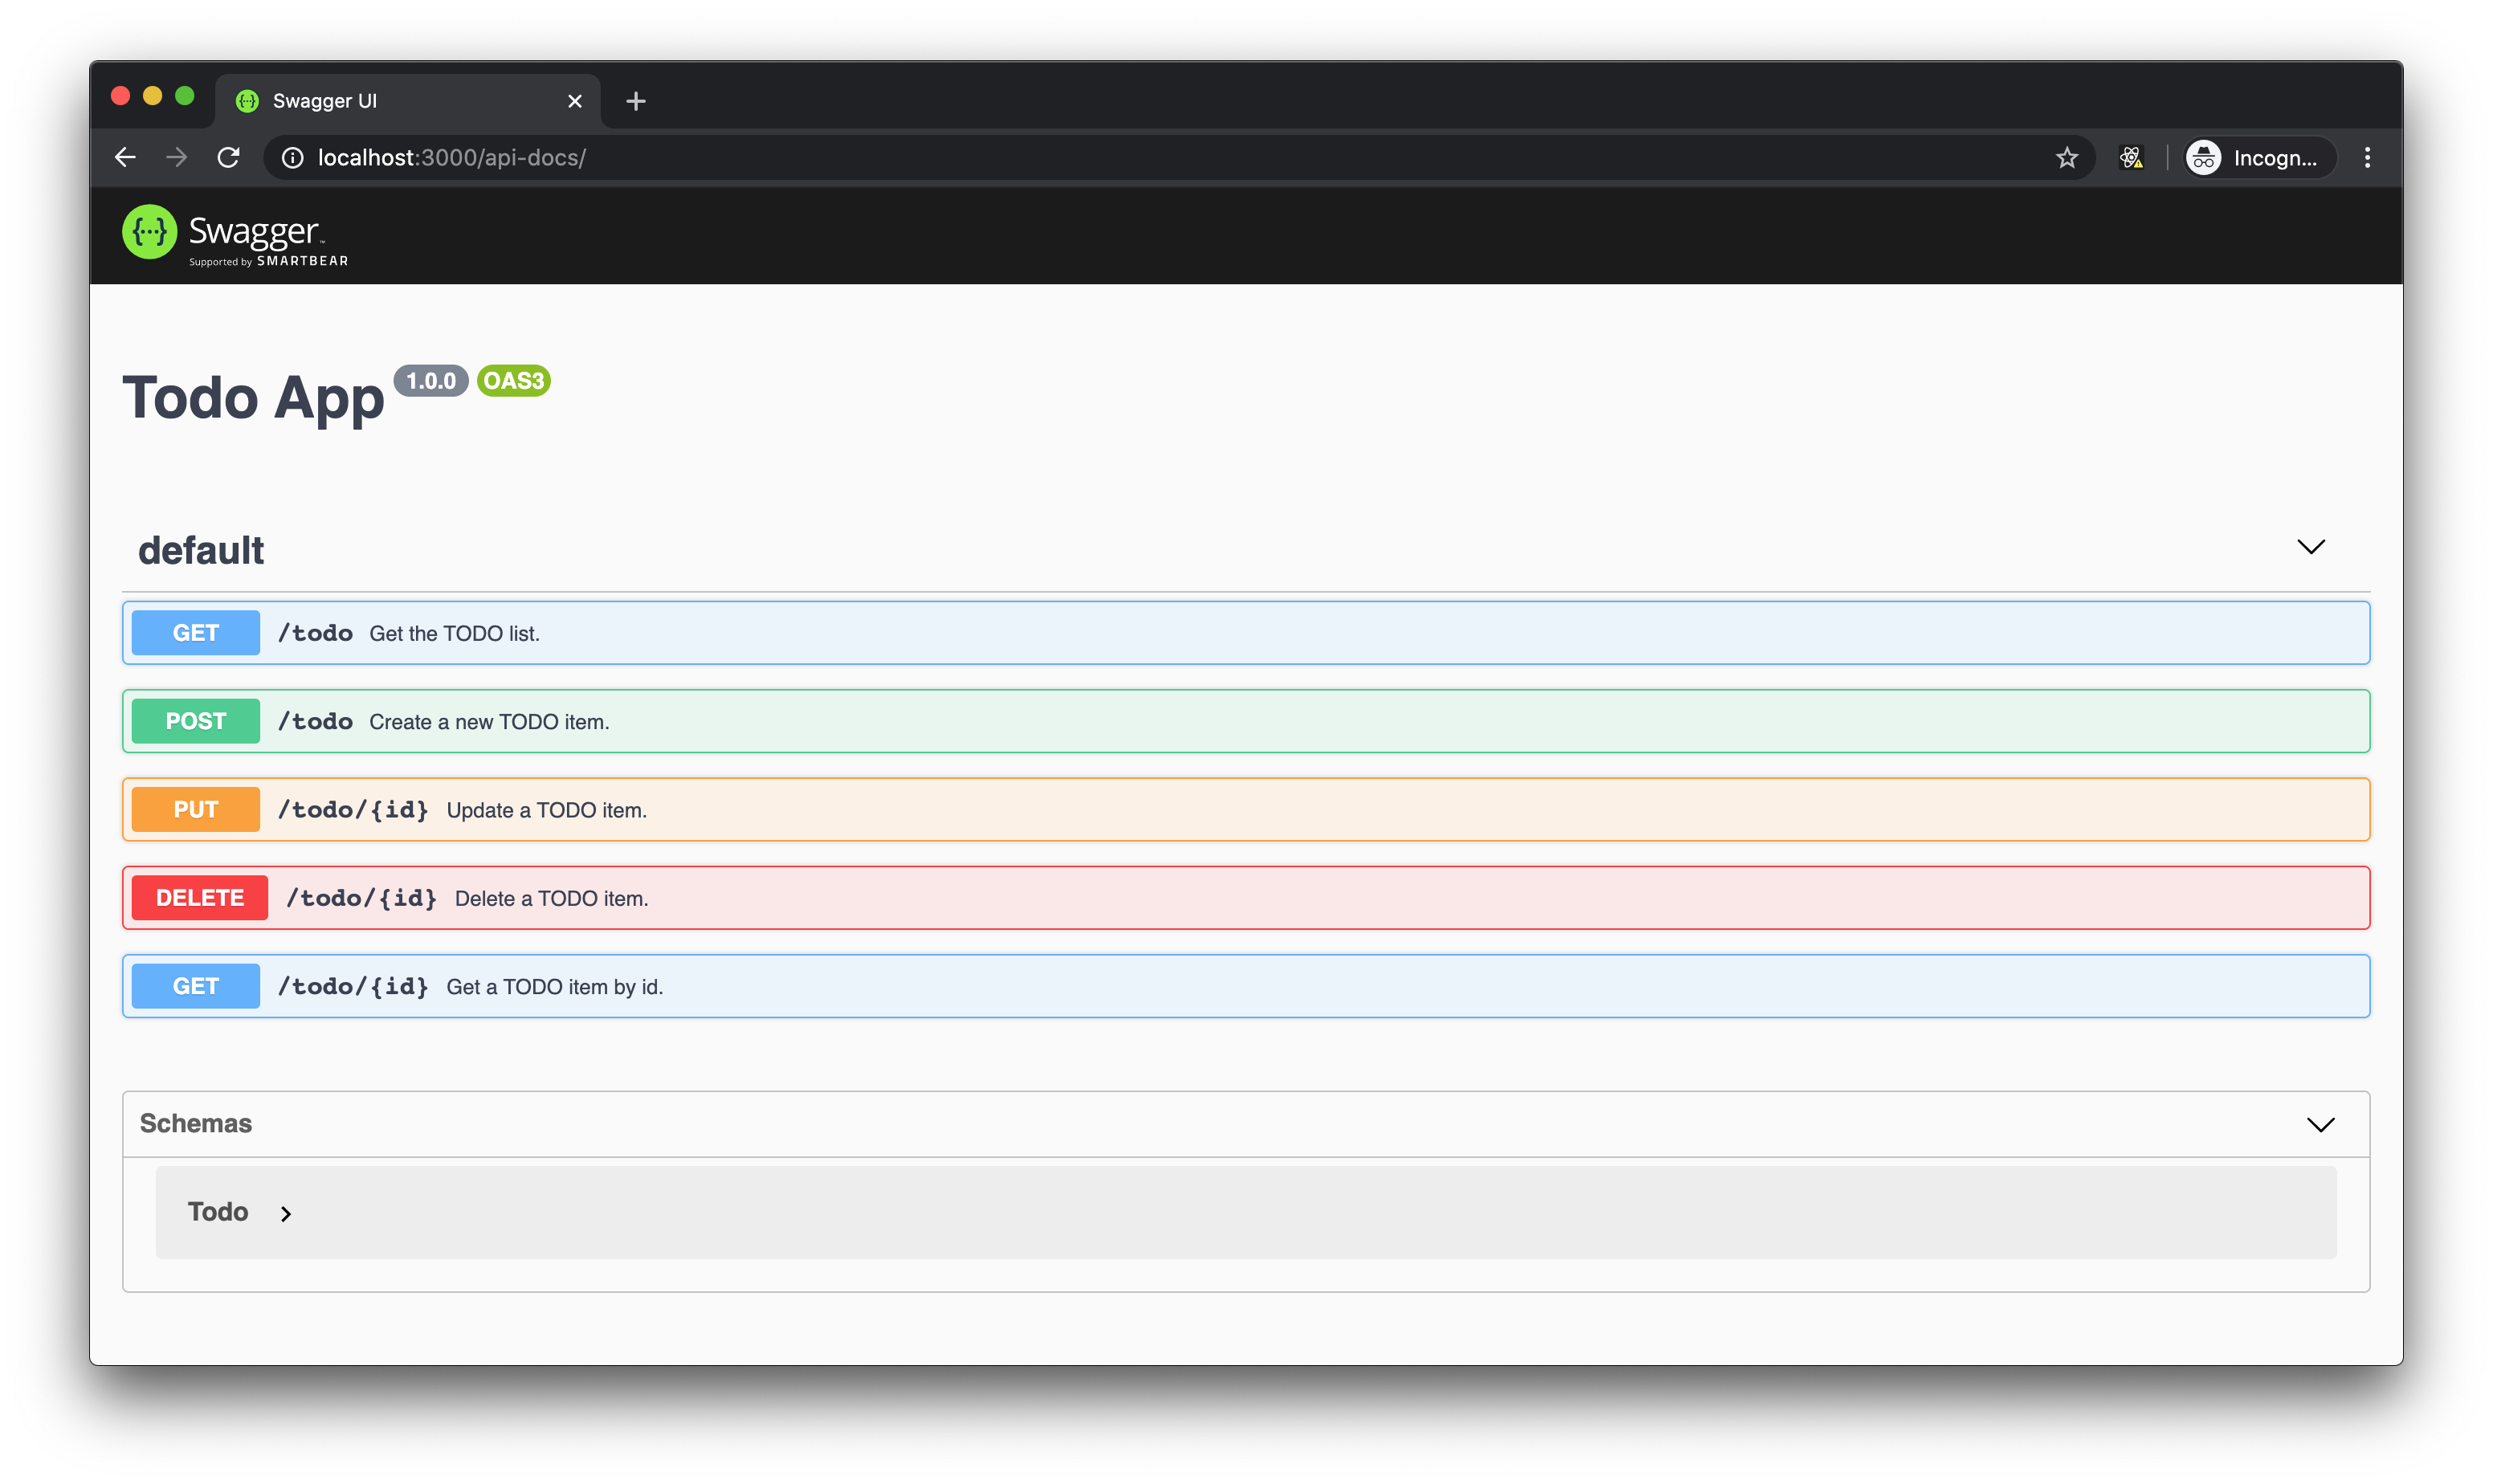 Swagger UI
localhost:3000/api-docs/
Incogn...
{...} Swagger™
Supported by SMARTBEAR
Todo App 1.0.0 OAS3
default
GET /todo Get the TODO list.
POST /todo Create a new TODO item.
PUT /todo/{id} Update a TODO item.
DELETE /todo/{id} Delete a TODO item.
GET /todo/{id} Get a TODO item by id.
Schemas
Todo